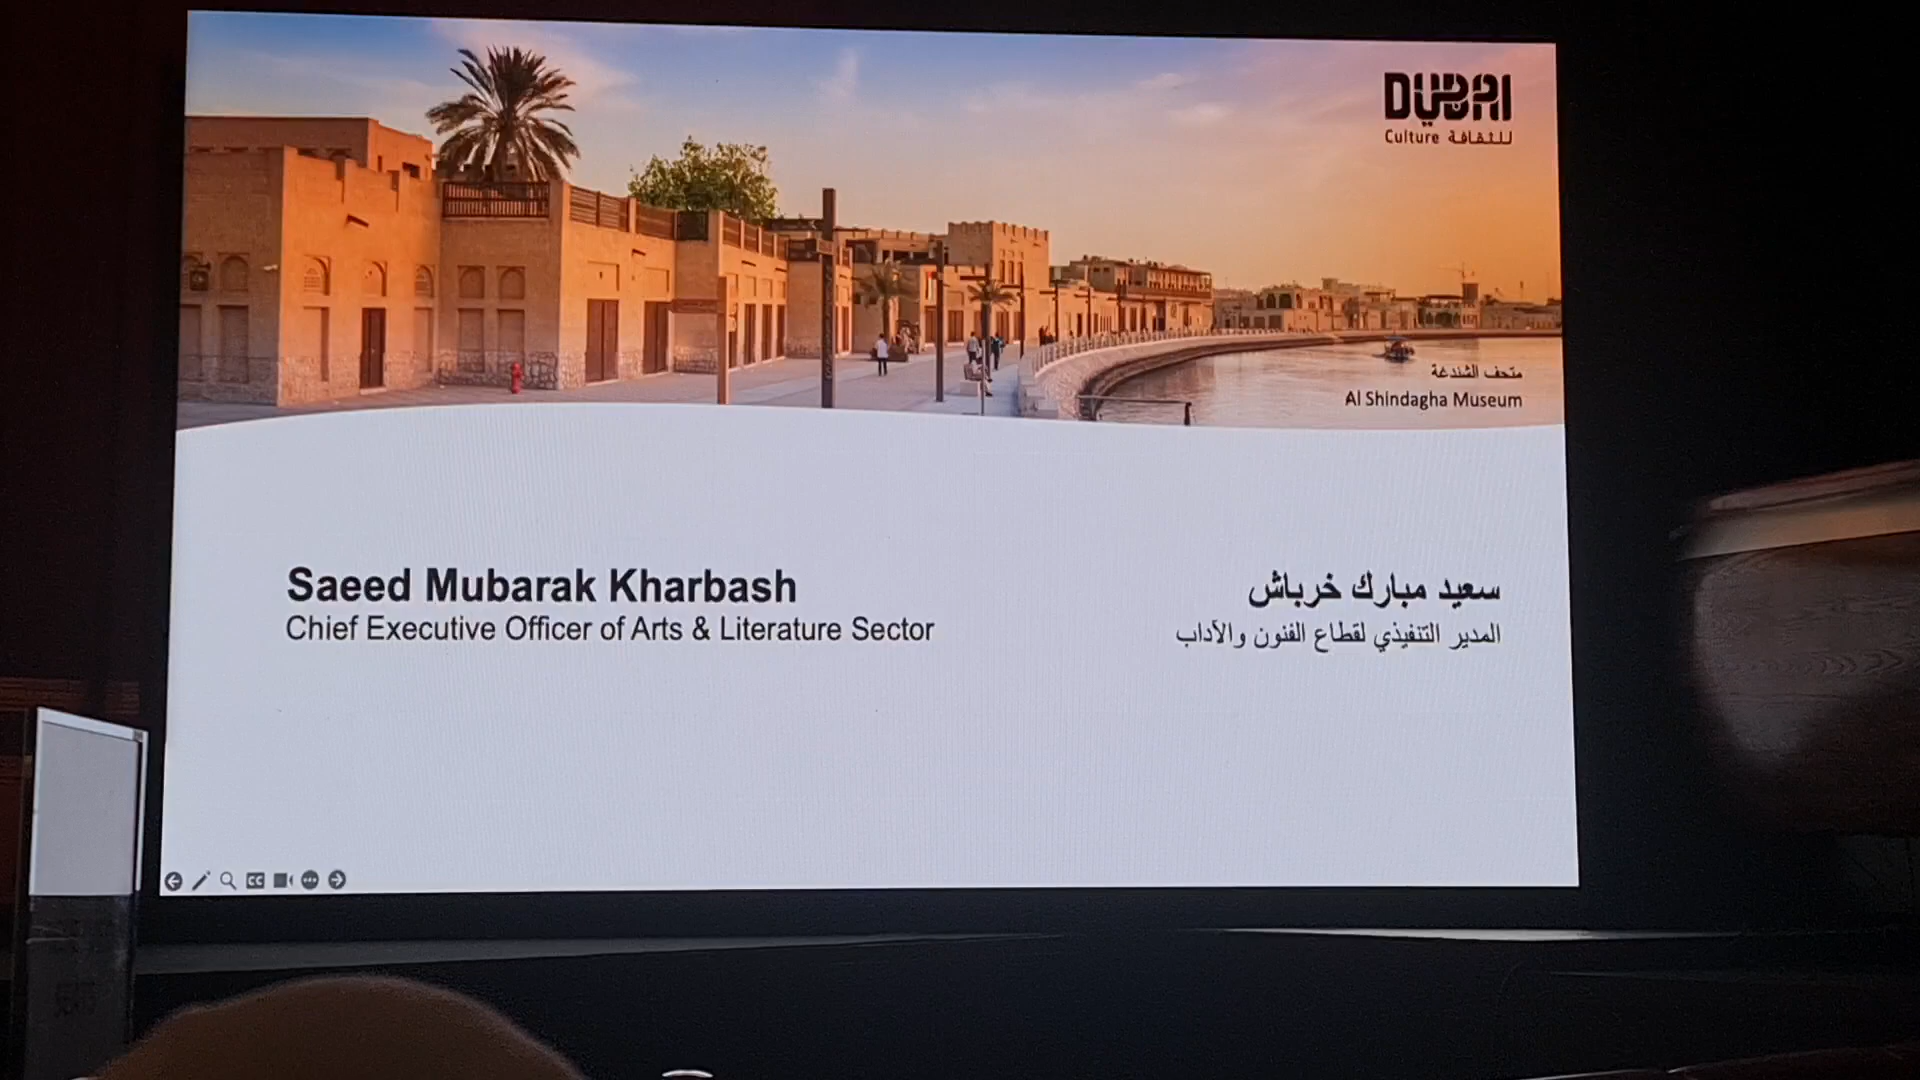 DUBAI
Culture للثقافة
متحف الشندغة
Al Shindagha Museum
Saeed Mubarak Kharbash
Chief Executive Officer of Arts & Literature Sector
سعيد مبارك خرباش
المدير التنفيذي لقطاع الفنون والآداب
CC